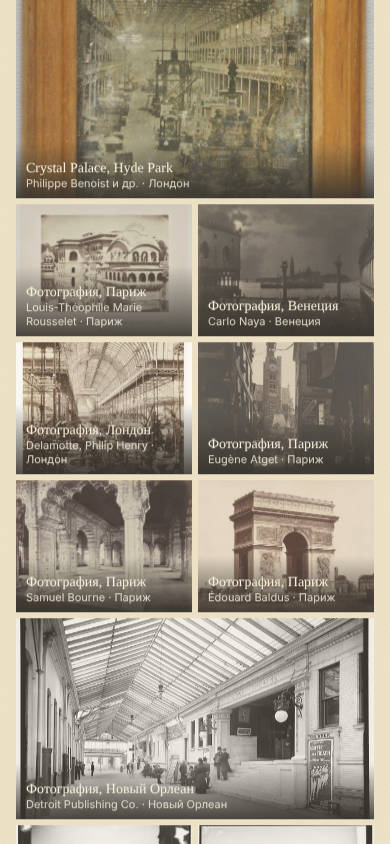 Crystal Palace, Hyde Park
Philippe Benoist и др. · Лондон
Фотография, Париж
Louis-Théophile Marie
Rousselet · Париж
Фотография, Венеция
Carlo Naya · Венеция
Фотография, Лондон
Delamotte, Philip Henry ·
Лондон
Фотография, Париж
Eugène Atget · Париж
Фотография, Париж
Samuel Bourne · Париж
Фотография, Париж
Édouard Baldus · Париж
Фотография, Новый Орлеан
Detroit Publishing Co. · Новый Орлеан